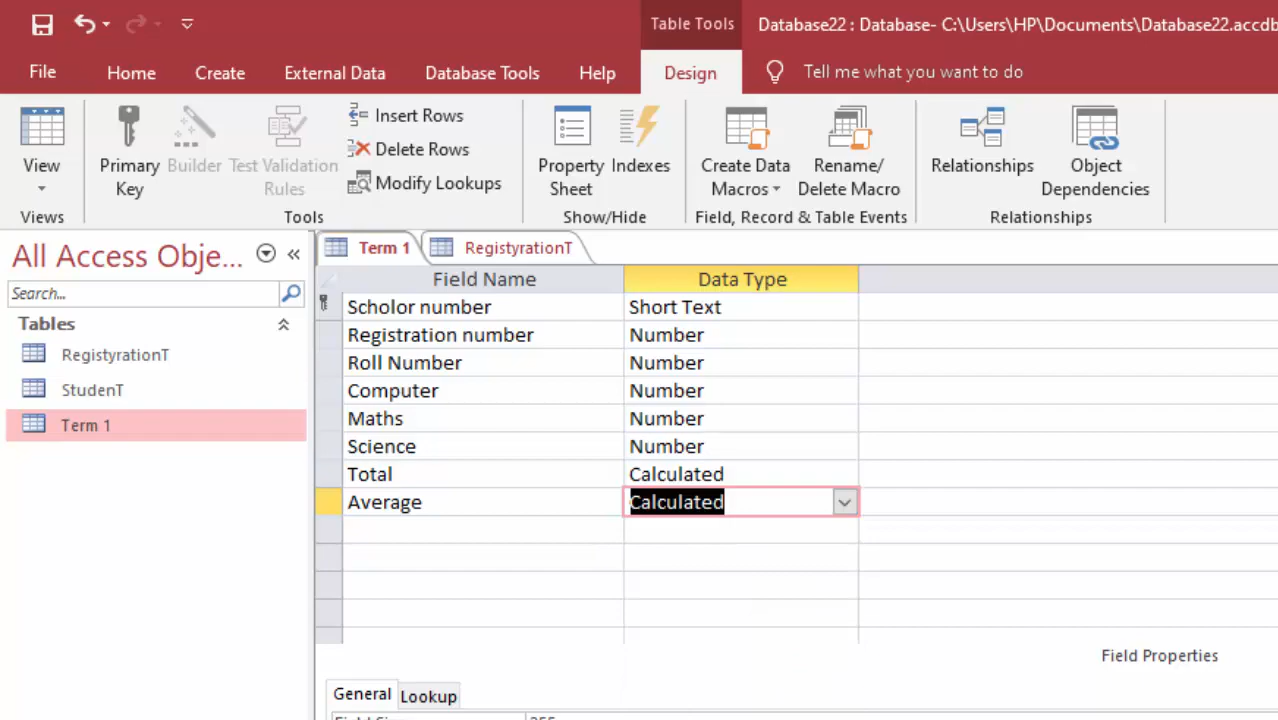 Table Tools
Database22 : Database- C:\Users\HP\Documents\Database22.accdb
File Home Create External Data Database Tools Help Design Tell me what you want to do
View
Primary Key
Builder
Test Validation Rules
Insert Rows
Delete Rows
Modify Lookups
Property Sheet
Indexes
Create Data Macros
Rename/ Delete Macro
Relationships
Object Dependencies
Views Tools Show/Hide Field, Record & Table Events Relationships
All Access Obje...
Search...
Tables
RegistyrationT
StudenT
Term 1
Term 1 RegistyrationT
Field Name Data Type
Scholor number Short Text
Registration number Number
Roll Number Number
Computer Number
Maths Number
Science Number
Total Calculated
Average Calculated
Field Properties
General Lookup